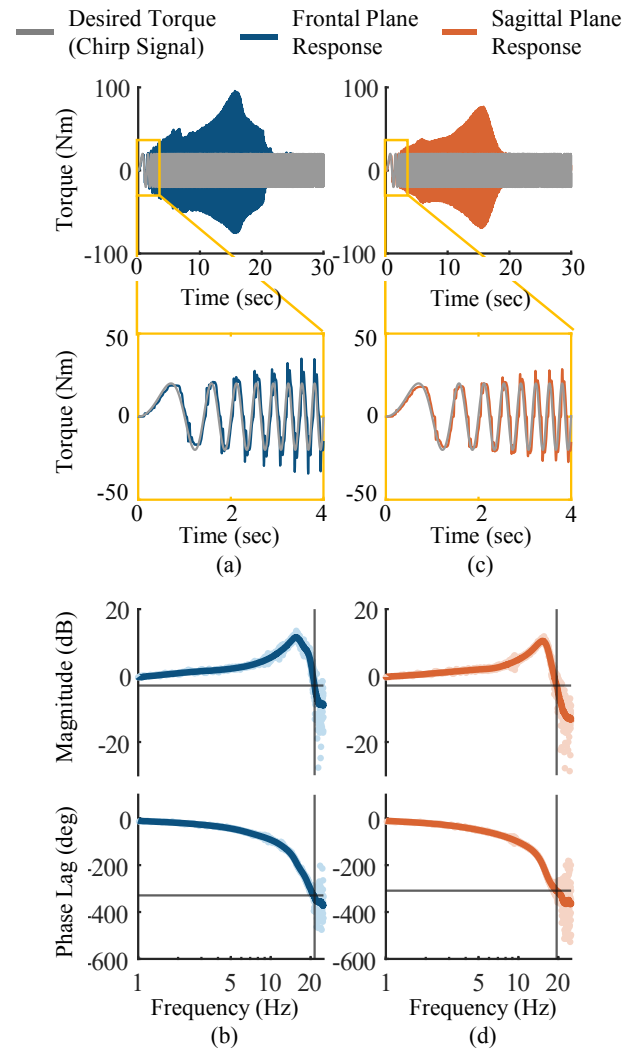 Desired Torque
(Chirp Signal)
Frontal Plane
Response
Sagittal Plane
Response
Torque (Nm)
100
0
-100
0 10 20 30
Time (sec)
100
0
-100
0 10 20 30
Time (sec)
Torque (Nm)
50
0
-50
0 2 4
Time (sec)
(a)
50
0
-50
0 2 4
Time (sec)
(c)
Magnitude (dB)
20
0
-20
20
0
-20
Phase Lag (deg)
0
-200
-400
-600
1 5 10 20
Frequency (Hz)
(b)
0
-200
-400
-600
1 5 10 20
Frequency (Hz)
(d)